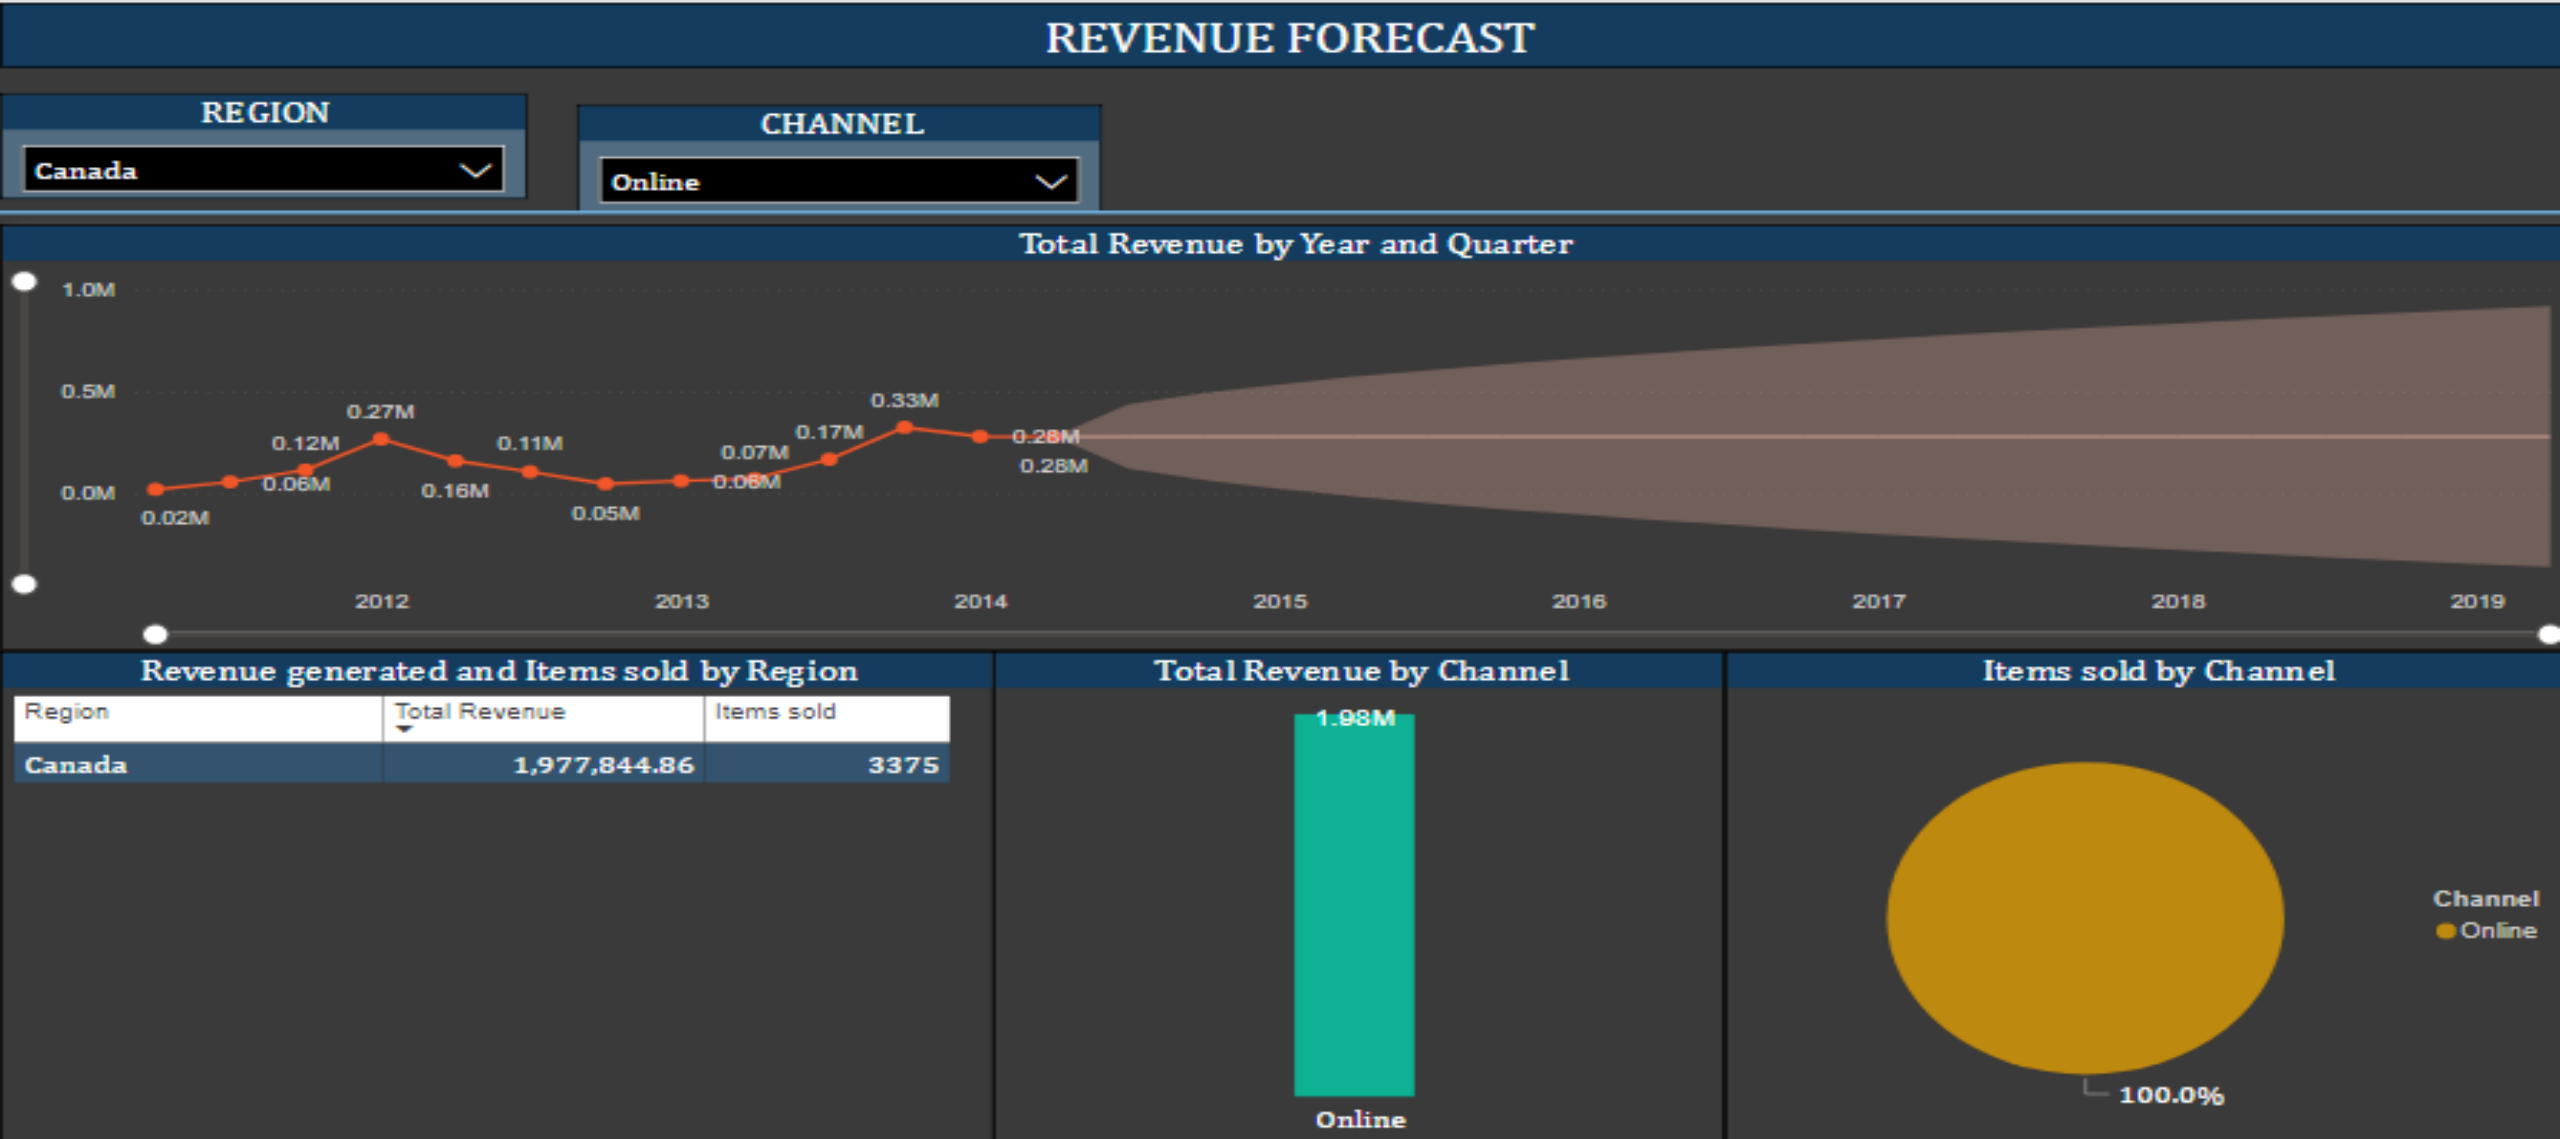 REVENUE FORECAST
REGION
Canada
CHANNEL
Online
Total Revenue by Year and Quarter
1.0M
0.5M
0.0M
0.02M
0.06M
0.12M
0.27M
0.16M
0.11M
0.05M
0.06M
0.07M
0.17M
0.33M
0.28M
0.28M
2012 2013 2014 2015 2016 2017 2018 2019
Revenue generated and Items sold by Region
Region Total Revenue Items sold
Canada 1,977,844.86 3375
Total Revenue by Channel
1.98M
Online
Items sold by Channel
100.0%
Channel
Online